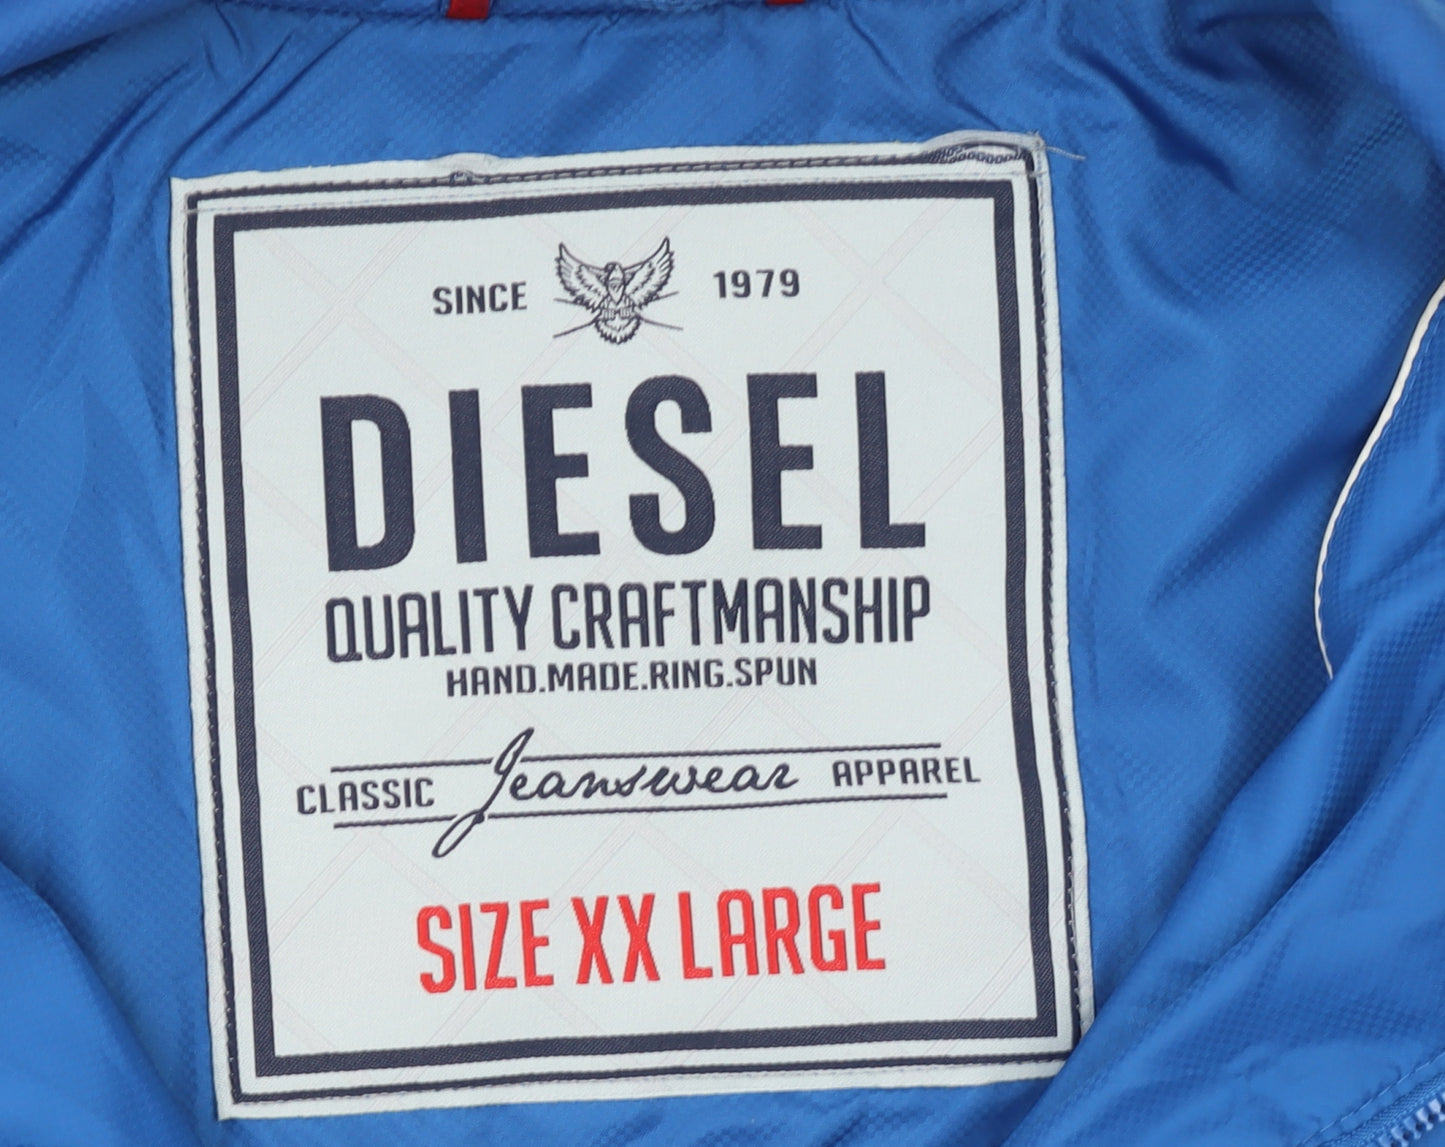 SINCE 1979
DIESEL
QUALITY CRAFTMANSHIP
HAND.MADE.RING.SPUN
CLASSIC Jeanswear APPAREL
SIZE XX LARGE